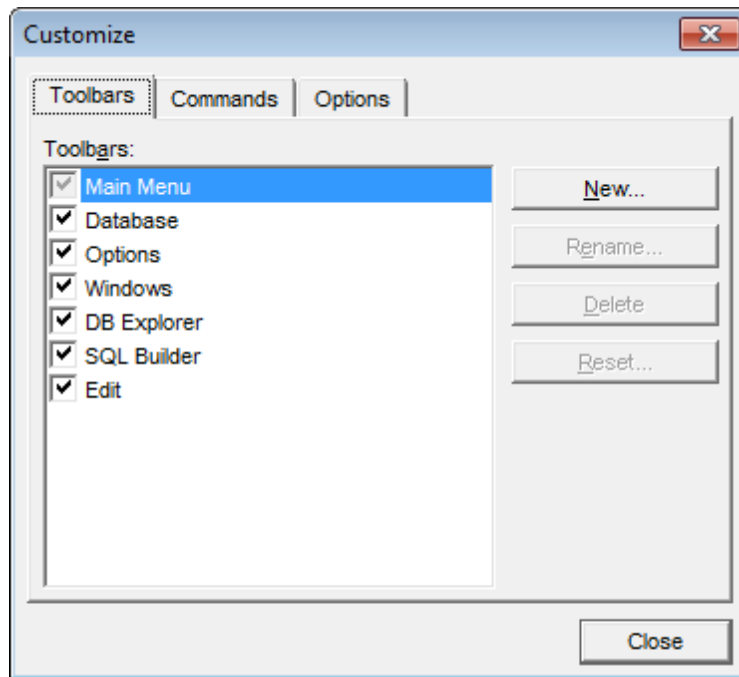 Customize
Toolbars Commands Options
Toolbars:
Main Menu
Database
Options
Windows
DB Explorer
SQL Builder
Edit
New...
Rename...
Delete
Reset...
Close